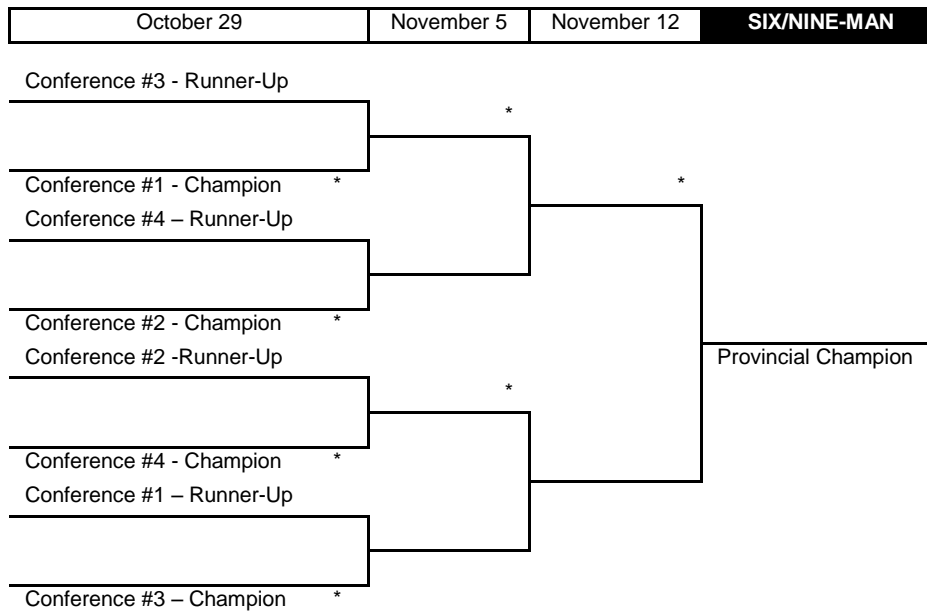 October 29 November 5 November 12 SIX/NINE-MAN
Conference #3 - Runner-Up
*
Conference #1 - Champion * *
Conference #4 – Runner-Up
Conference #2 - Champion *
Conference #2 -Runner-Up Provincial Champion
*
Conference #4 - Champion *
Conference #1 – Runner-Up
Conference #3 – Champion *